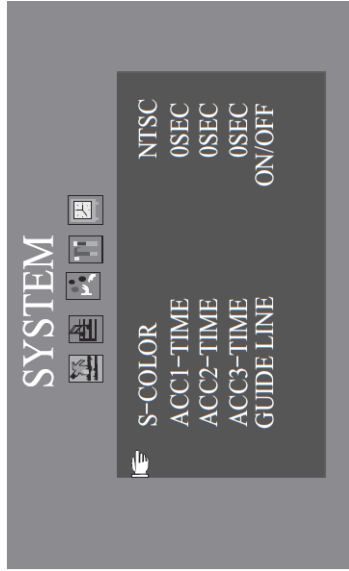 SYSTEM
S-COLOR NTSC
ACC1-TIME 0SEC
ACC2-TIME 0SEC
ACC3-TIME 0SEC
GUIDE LINE ON/OFF